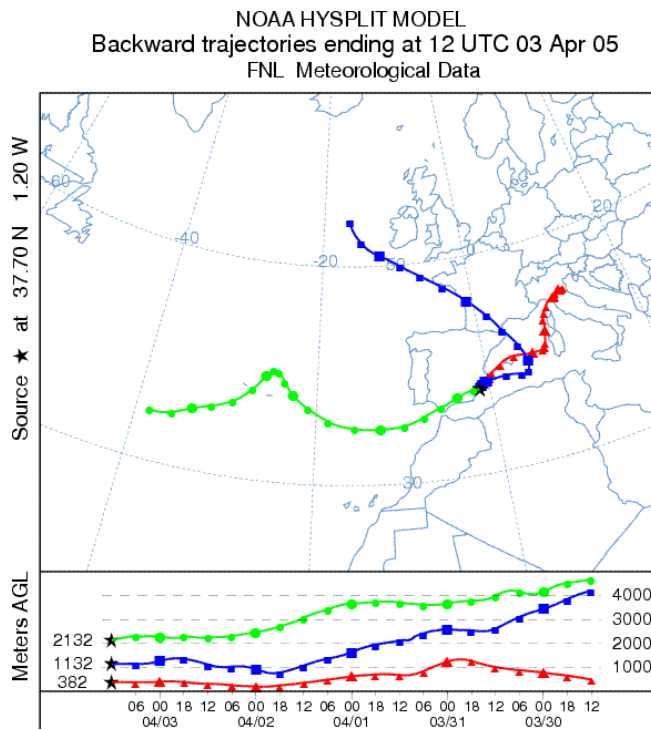 NOAA HYSPLIT MODEL
Backward trajectories ending at 12 UTC 03 Apr 05
FNL Meteorological Data
Source ★ at 37.70 N 1.20 W
60
-40
-20
50
20
30
Meters AGL
2132
1132
382
4000
3000
2000
1000
06 00 18 12 06 00 18 12 06 00 18 12 06 00 18 12 06 00 18 12
04/03 04/02 04/01 03/31 03/30